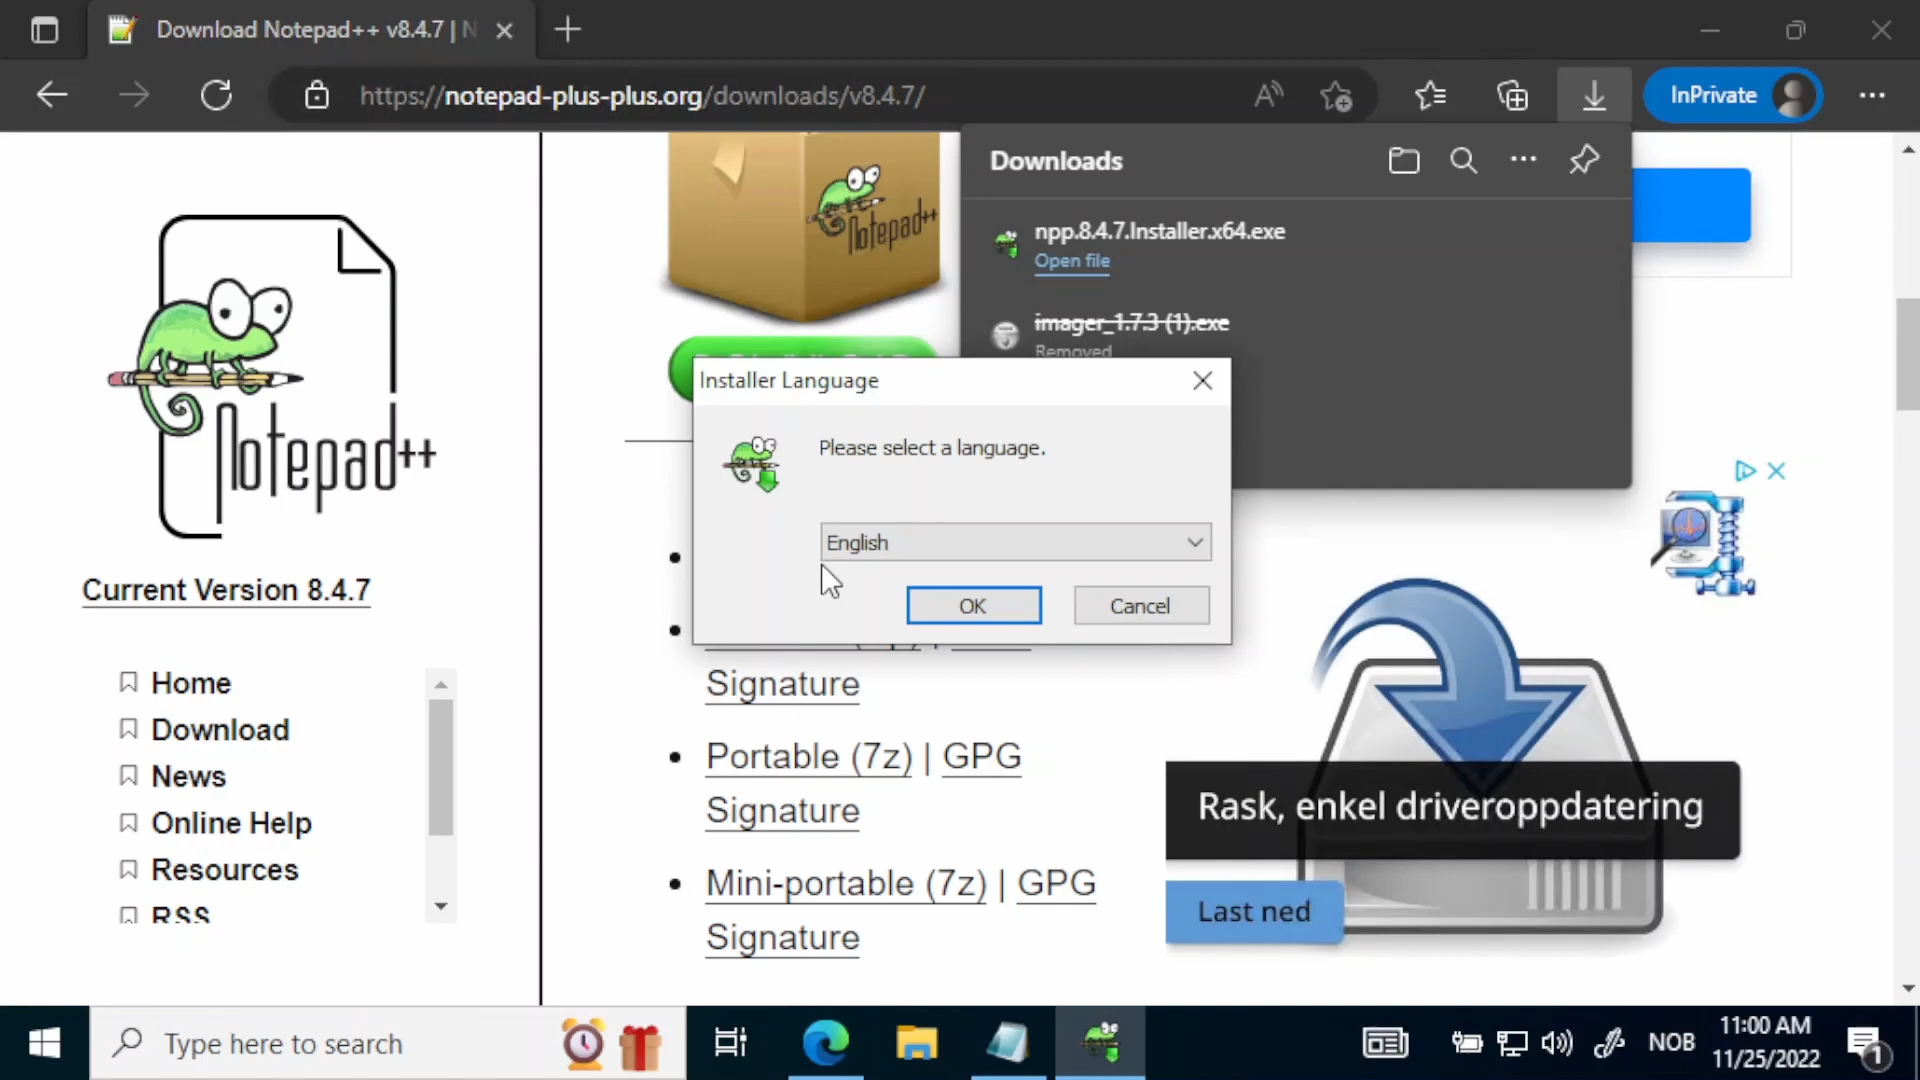 Download Notepad++ v8.4.7 | N
https://notepad-plus-plus.org/downloads/v8.4.7/
InPrivate
Notepad++
Downloads
npp.8.4.7.Installer.x64.exe
Open file
imager_1.7.3 (1).exe
Removed
Notepad++
Installer Language
Please select a language.
English
OK
Cancel
Current Version 8.4.7
Home
Download
News
Online Help
Resources
RSS
Signature
Portable (7z) | GPG
Signature
Mini-portable (7z) | GPG
Signature
Rask, enkel driveroppdatering
Last ned
Type here to search
NOB
11:00 AM
11/25/2022
1